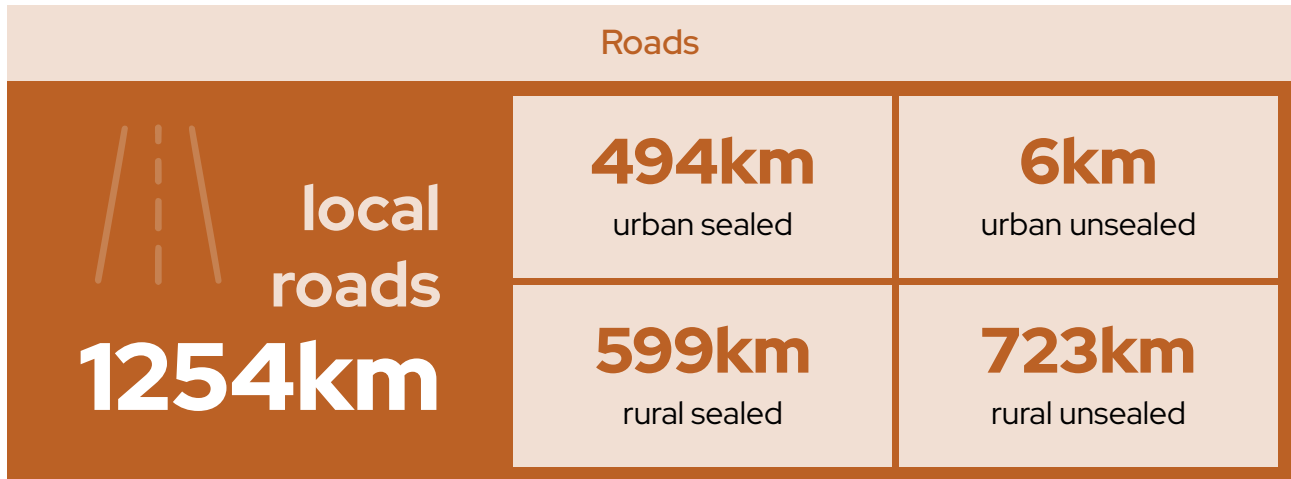 Roads
local
roads
1254km
494km
urban sealed
6km
urban unsealed
599km
rural sealed
723km
rural unsealed